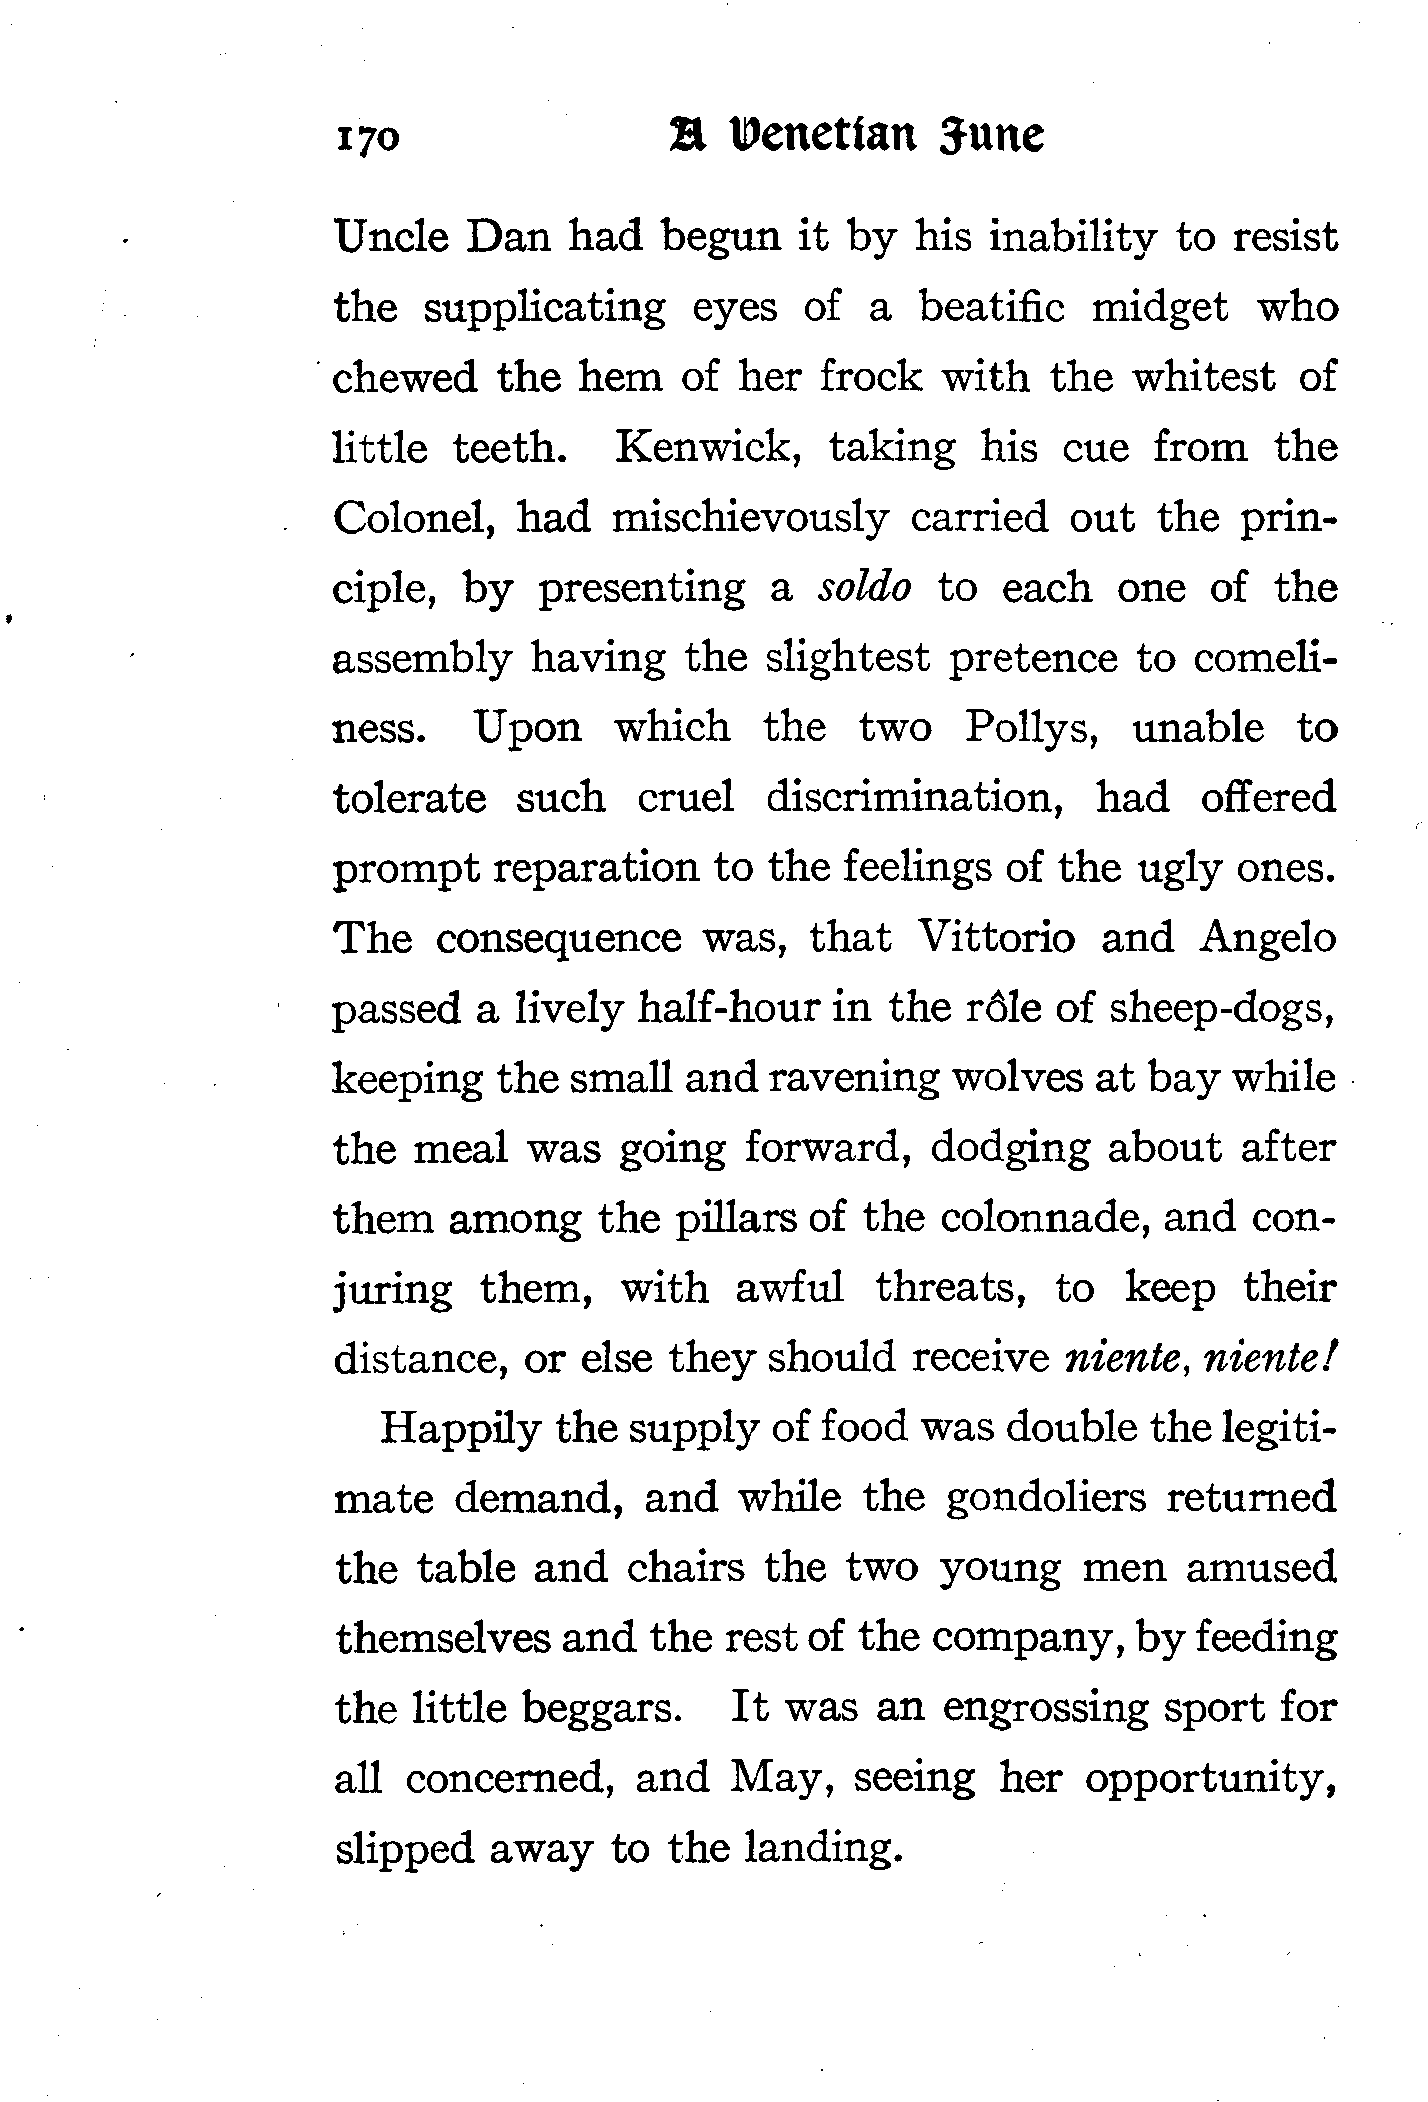 170 A Venetian June
Uncle Dan had begun it by his inability to resist
the supplicating eyes of a beatific midget who
chewed the hem of her frock with the whitest of
little teeth. Kenwick, taking his cue from the
Colonel, had mischievously carried out the prin-
ciple, by presenting a soldo to each one of the
assembly having the slightest pretence to comeli-
ness. Upon which the two Pollys, unable to
tolerate such cruel discrimination, had offered
prompt reparation to the feelings of the ugly ones.
The consequence was, that Vittorio and Angelo
passed a lively half-hour in the rôle of sheep-dogs,
keeping the small and ravening wolves at bay while
the meal was going forward, dodging about after
them among the pillars of the colonnade, and con-
juring them, with awful threats, to keep their
distance, or else they should receive niente, niente!
Happily the supply of food was double the legiti-
mate demand, and while the gondoliers returned
the table and chairs the two young men amused
themselves and the rest of the company, by feeding
the little beggars. It was an engrossing sport for
all concerned, and May, seeing her opportunity,
slipped away to the landing.